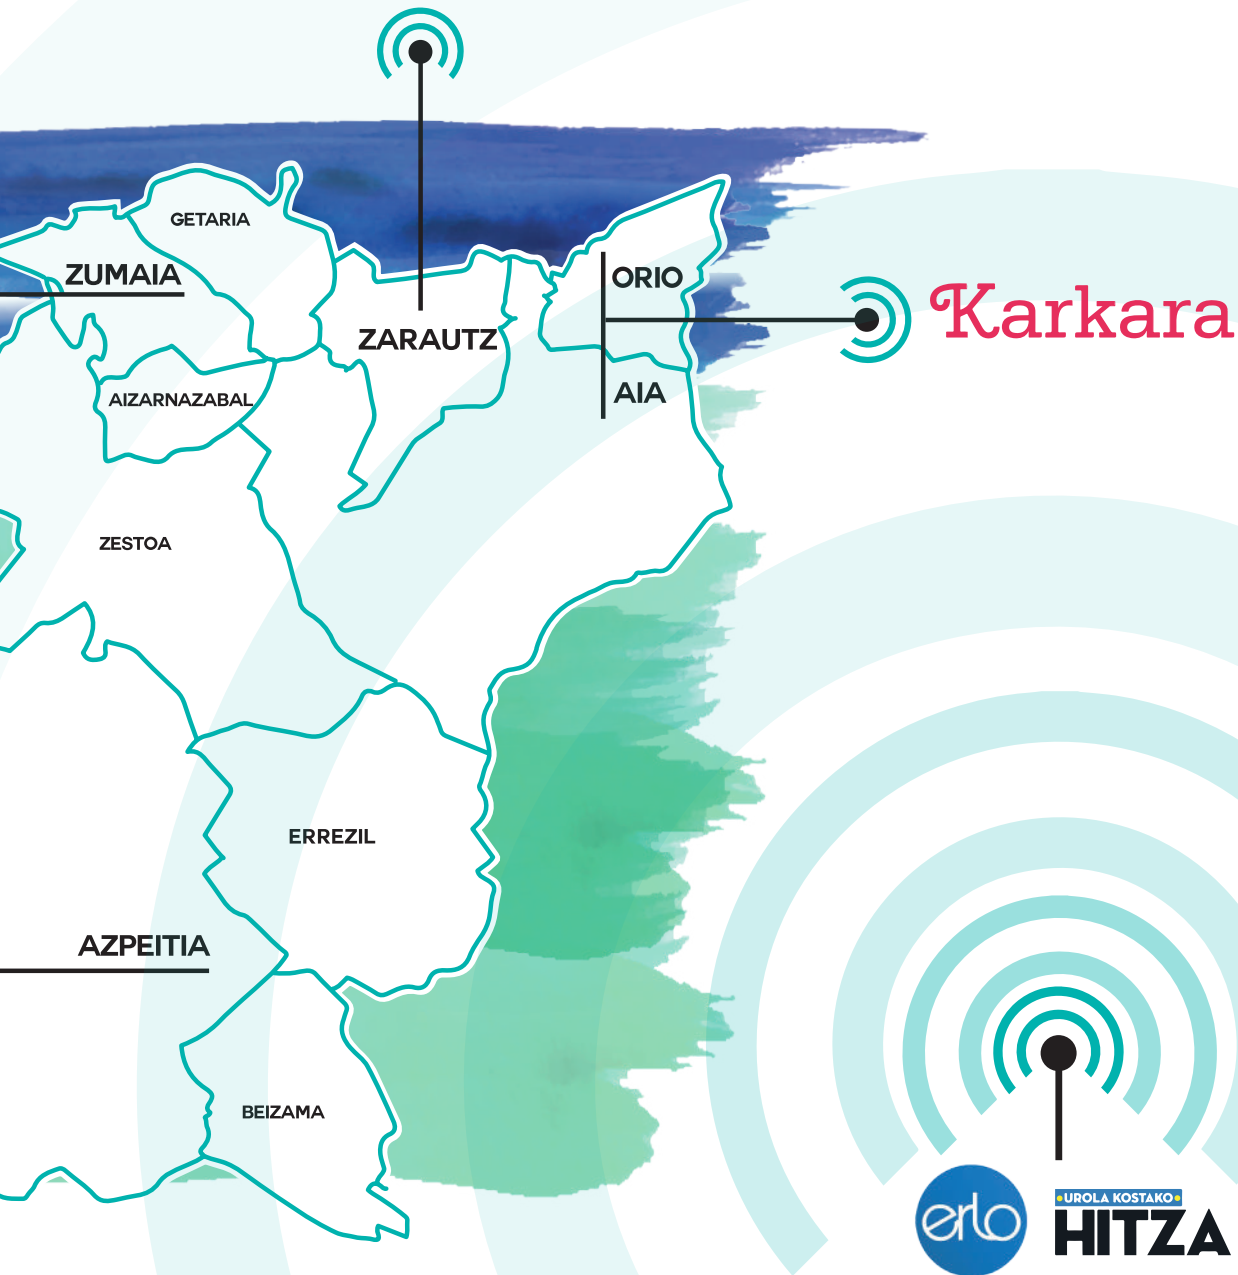 GETARIA
ZUMAIA
ORIO
Karkara
ZARAUTZ
AIA
AIZARNAZABAL
ZESTOA
ERREZIL
AZPEITIA
BEIZAMA
erlo
UROLA KOSTAKO
HITZA